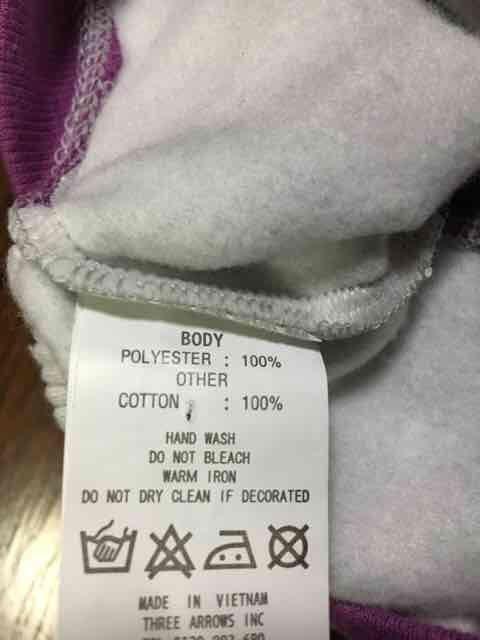 BODY
POLYESTER : 100%
OTHER
COTTON : 100%
HAND WASH
DO NOT BLEACH
WARM IRON
DO NOT DRY CLEAN IF DECORATED
MADE IN VIETNAM
THREE ARROWS INC